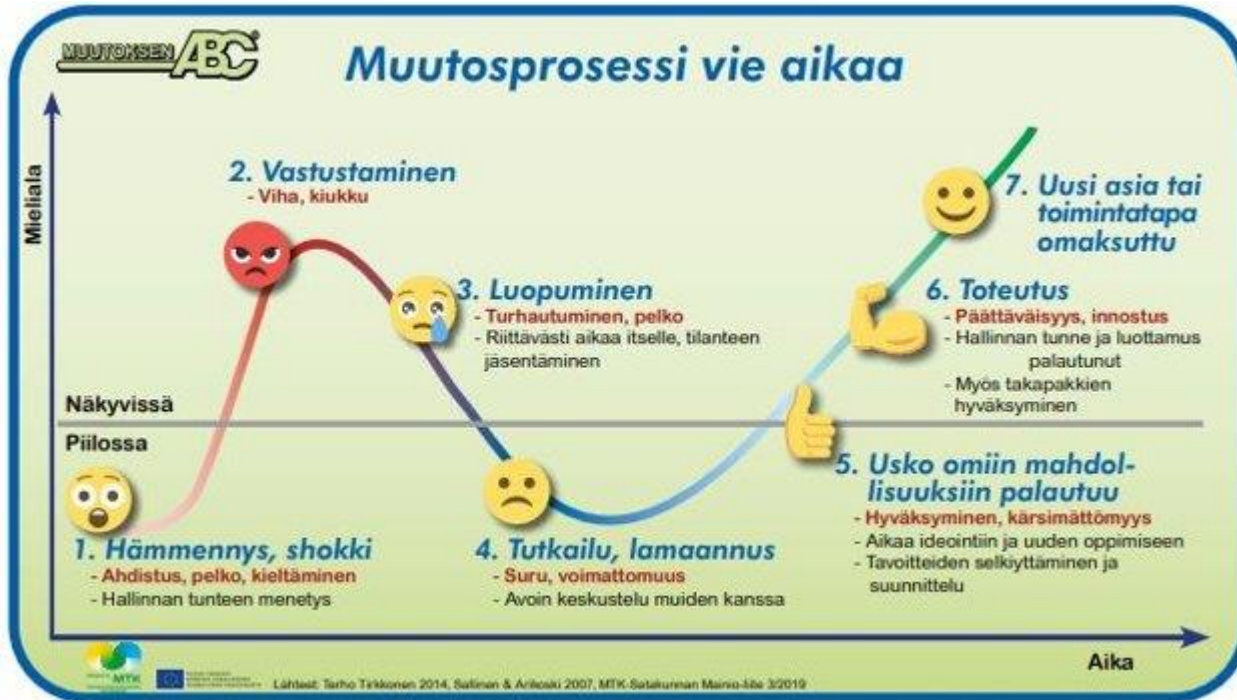 MUUTOKSEN ABC®
Muutosprosessi vie aikaa
Mieliala
2. Vastustaminen
- Viha, kiukku
3. Luopuminen
- Turhautuminen, pelko
- Riittävästi aikaa itselle, tilanteen
jäsentäminen
7. Uusi asia tai
toimintatapa
omaksuttu
6. Toteutus
- Päättäväisyys, innostus
- Hallinnan tunne ja luottamus
palautunut
- Myös takapakkien
hyväksyminen
Näkyvissä
Piilossa
1. Hämmennys, shokki
- Ahdistus, pelko, kieltäminen
- Hallinnan tunteen menetys
4. Tutkailu, lamaannus
- Suru, voimattomuus
- Avoin keskustelu muiden kanssa
5. Usko omiin mahdol-
lisuuksiin palautuu
- Hyväksyminen, kärsimättömyys
- Aikaa ideointiin ja uuden oppimiseen
- Tavoitteiden selkiyttäminen ja
suunnittelu
Aika
MTK
Lähteet: Terho Tirkkonen 2014, Sallinen & Arikoski 2007, MTK-Satakunnan Mainio-liite 3/2019